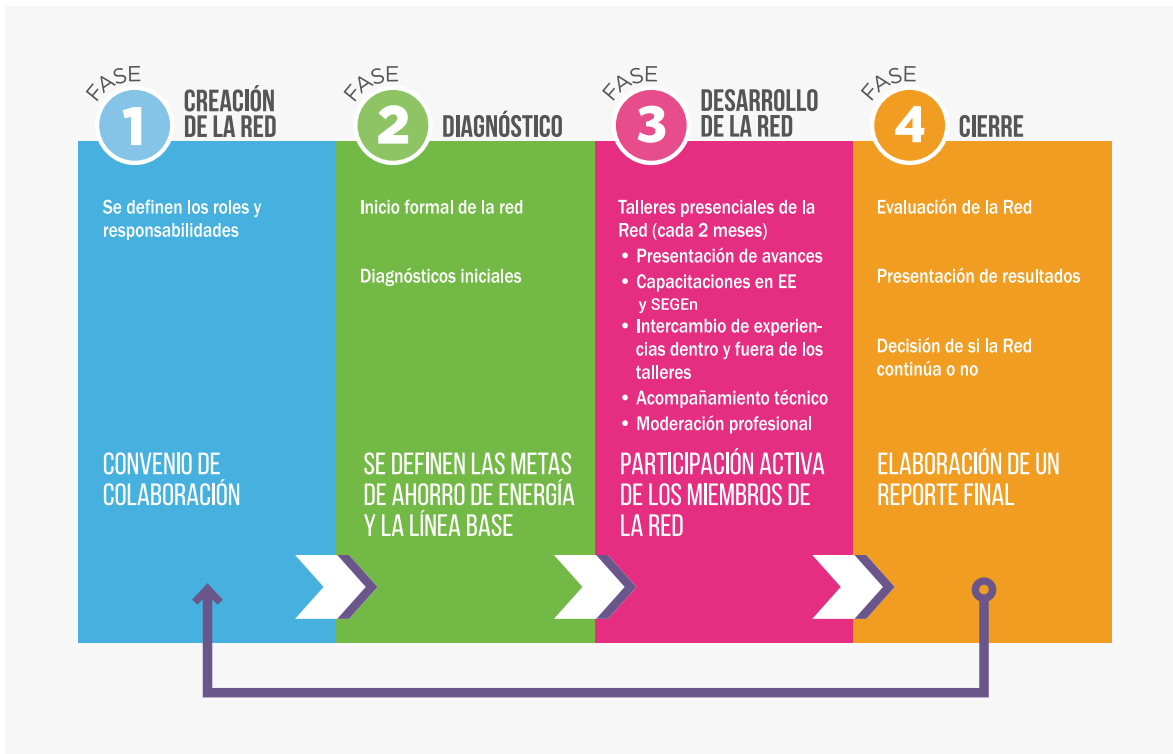 FASE
1
CREACIÓN
DE LA RED
Se definen los roles y
responsabilidades
CONVENIO DE
COLABORACIÓN
FASE
2
DIAGNÓSTICO
Inicio formal de la red
Diagnósticos iniciales
SE DEFINEN LAS METAS
DE AHORRO DE ENERGÍA
Y LA LÍNEA BASE
FASE
3
DESARROLLO
DE LA RED
Talleres presenciales de la
Red (cada 2 meses)
• Presentación de avances
• Capacitaciones en EE
y SEGEn
• Intercambio de experien-
cias dentro y fuera de los
talleres
• Acompañamiento técnico
• Moderación profesional
PARTICIPACIÓN ACTIVA
DE LOS MIEMBROS DE
LA RED
FASE
4
CIERRE
Evaluación de la Red
Presentación de resultados
Decisión de si la Red
continúa o no
ELABORACIÓN DE UN
REPORTE FINAL